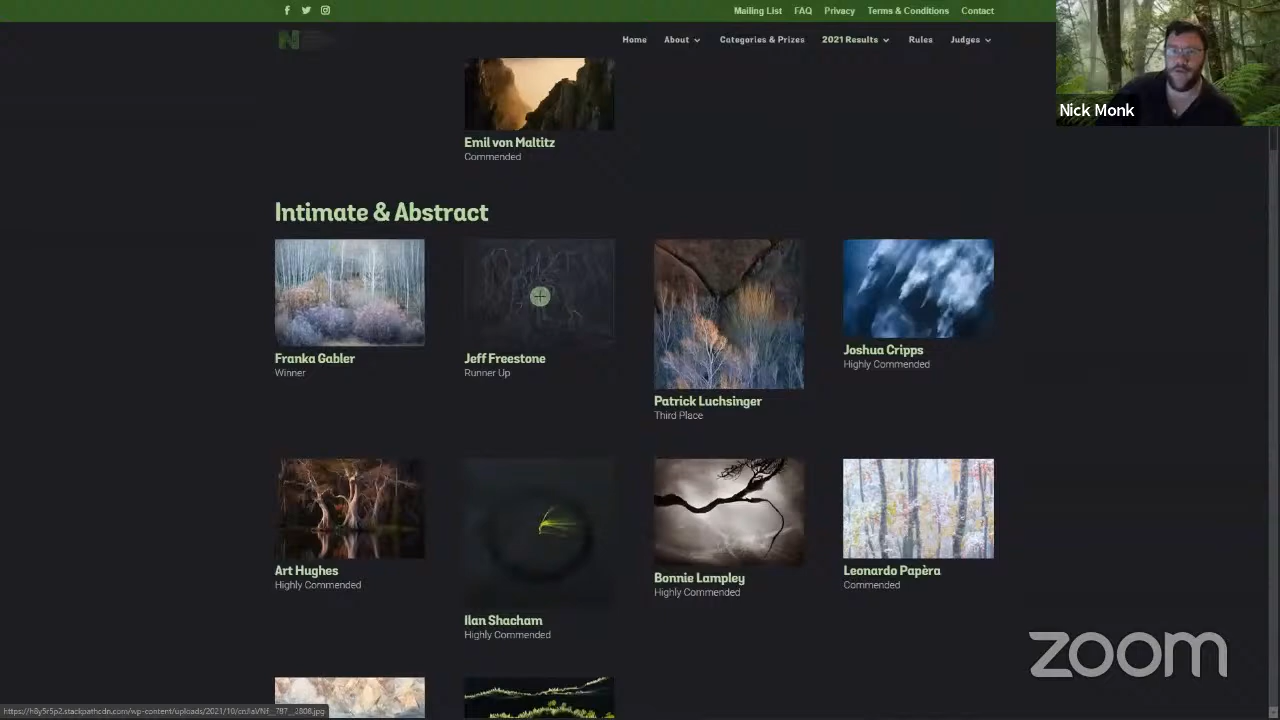 Mailing List FAQ Privacy Terms & Conditions Contact
Home About Categories & Prizes 2021 Results Rules Judges
Nick Monk
Emil von Maltitz
Commended
Intimate & Abstract
Franka Gabler
Winner
Jeff Freestone
Runner Up
Patrick Luchsinger
Third Place
Joshua Cripps
Highly Commended
Art Hughes
Highly Commended
Ilan Shacham
Highly Commended
Bonnie Lampley
Highly Commended
Leonardo Papèra
Commended
zoom